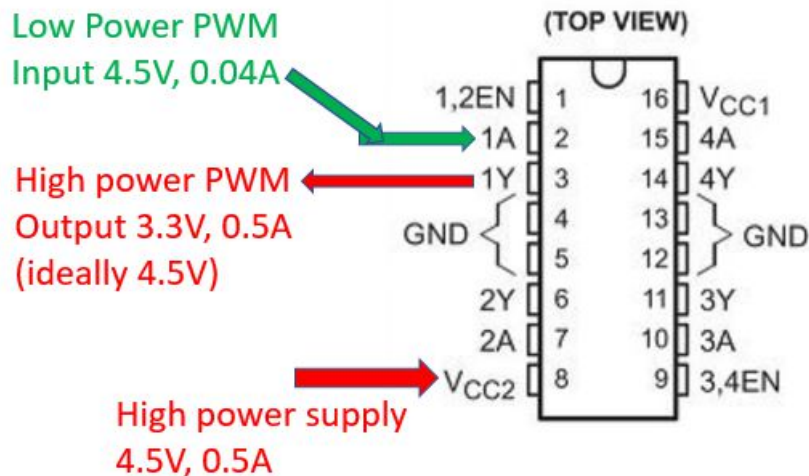 Low Power PWM
Input 4.5V, 0.04A
High power PWM
Output 3.3V, 0.5A
(ideally 4.5V)
High power supply
4.5V, 0.5A
(TOP VIEW)
1,2EN 1 16 VCC1
1A 2 15 4A
1Y 3 14 4Y
GND 4 13 GND
5 12
2Y 6 11 3Y
2A 7 10 3A
VCC2 8 9 3,4EN